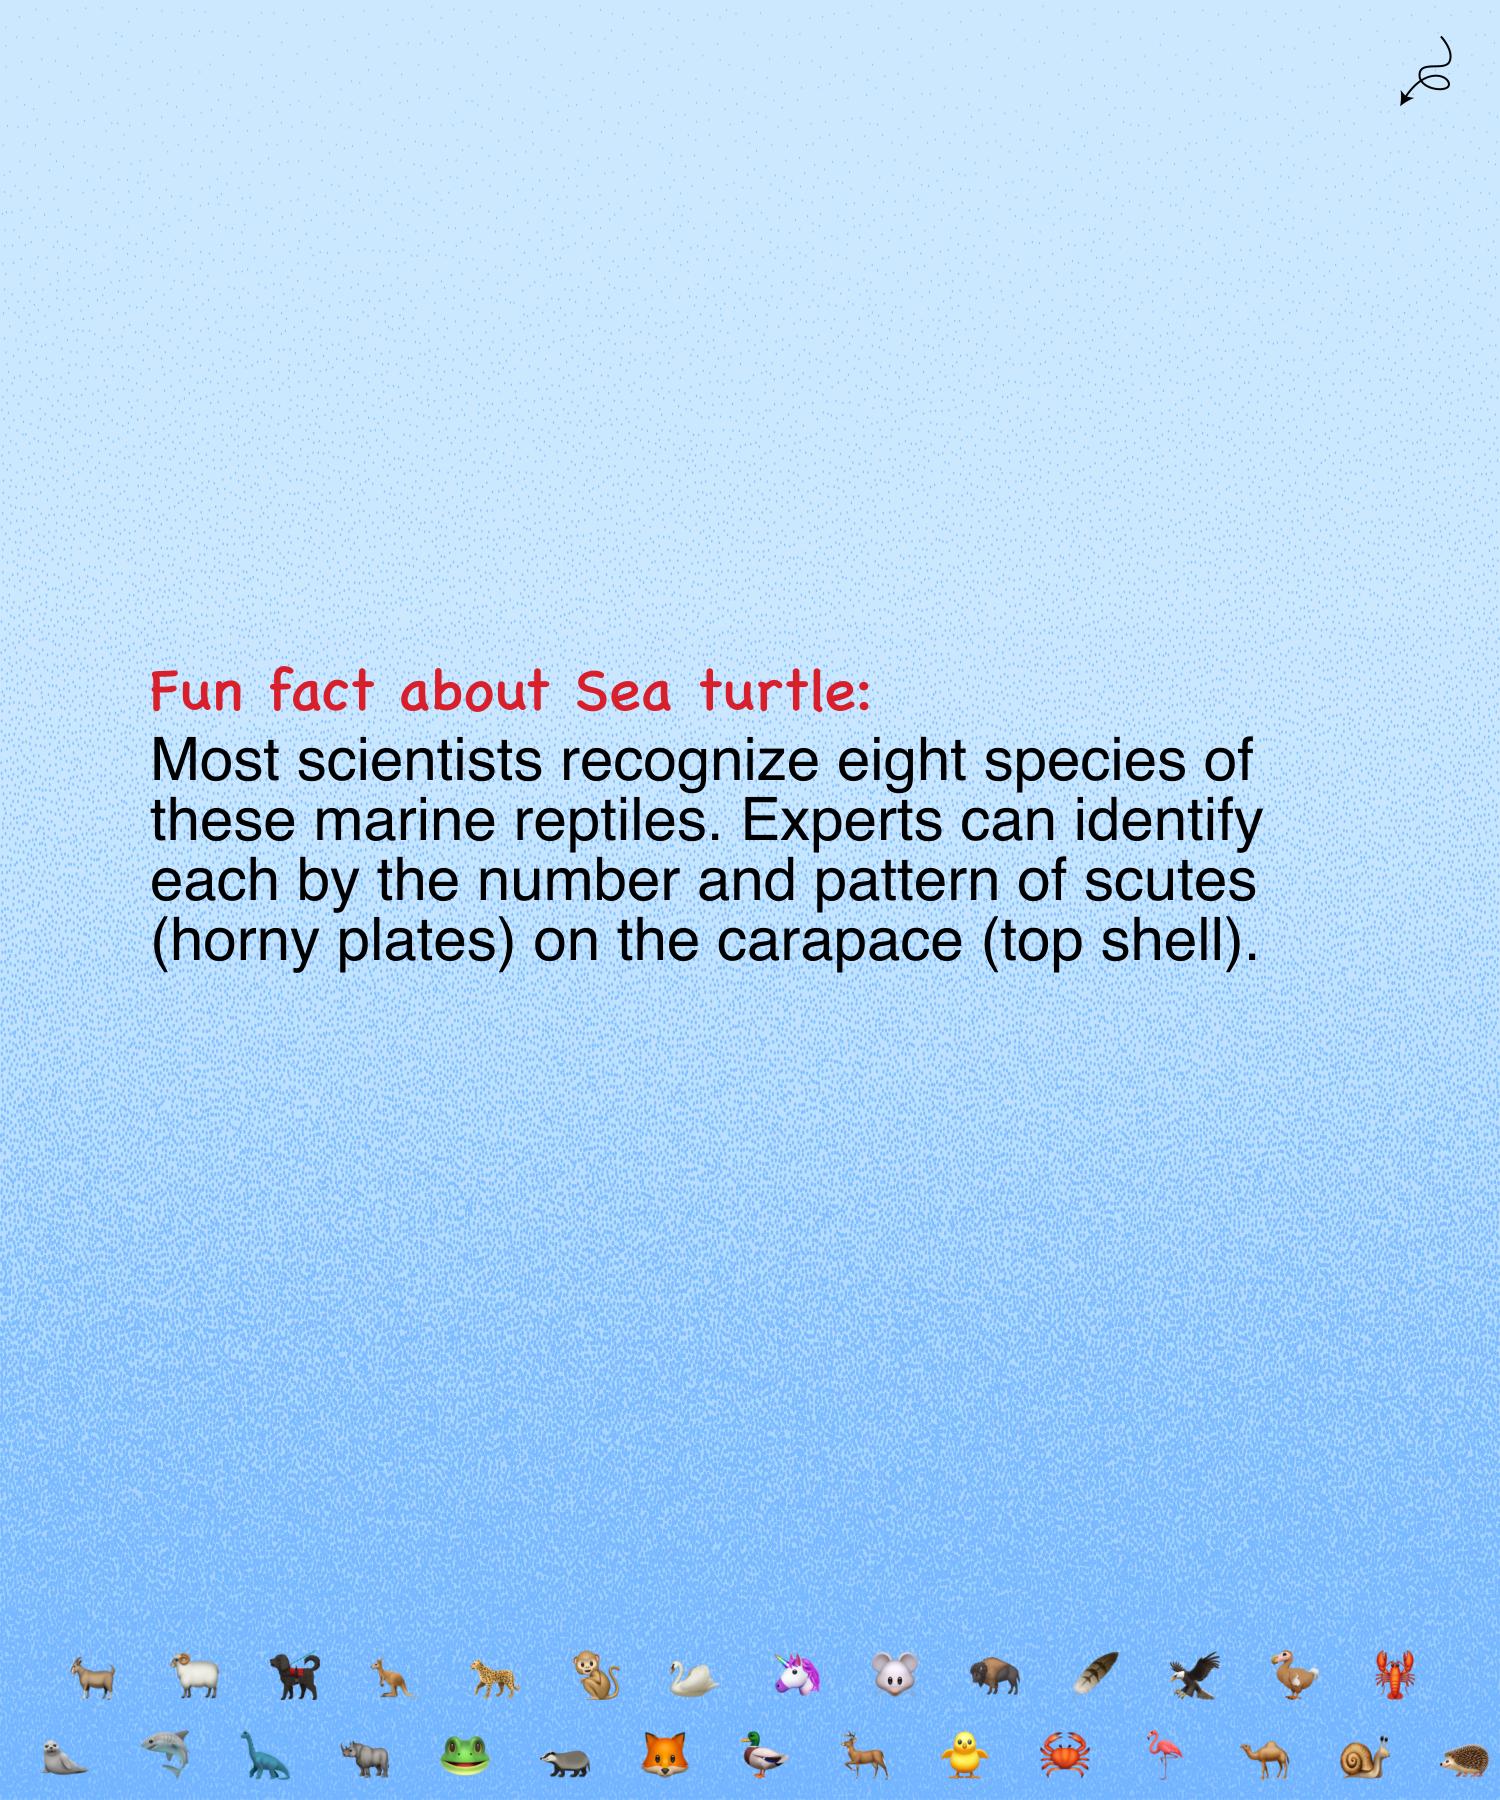 Fun fact about Sea turtle:
Most scientists recognize eight species of
these marine reptiles. Experts can identify
each by the number and pattern of scutes
(horny plates) on the carapace (top shell).